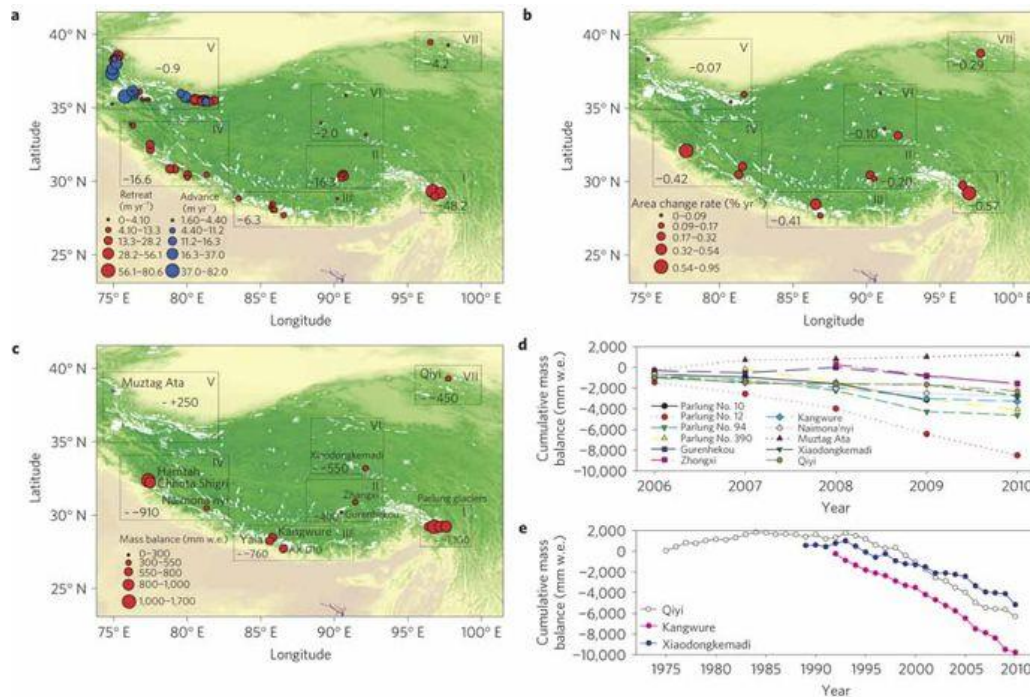 a
40° N
35° N
30° N
25° N
Latitude
V
−0.9
VII
−4.2
VI
−2.0
IV
−16.6
II
−16.3
III
−6.3
I
−48.2
Retreat
(m yr⁻¹)
0–4.10
4.10–13.3
13.3–28.2
28.2–56.1
56.1–80.6
Advance
(m yr⁻¹)
1.60–4.40
4.40–11.2
11.2–16.3
16.3–37.0
37.0–82.0
75° E
80° E
85° E
90° E
95° E
100° E
Longitude
b
40° N
35° N
30° N
25° N
Latitude
V
−0.07
VII
−0.29
VI
−0.10
IV
−0.42
II
−0.20
III
−0.41
I
−0.57
Area change rate (% yr⁻¹)
0–0.09
0.09–0.17
0.17–0.32
0.32–0.54
0.54–0.95
75° E
80° E
85° E
90° E
95° E
100° E
Longitude
c
40° N
35° N
30° N
25° N
Latitude
Muztag Ata
V
+250
Qiyi
VII
−450
VI
Xiaodongkemadi
−550
IV
Hamtah
Chhota Shigri
Naimona'nyi
−910
II
Zhongxi
Gurenhekou
−400
III
Kangwure
Yala
AX 010
−760
I
Parlung glaciers
Mass balance (mm w.e.)
0–300
300–550
550–800
800–1,000
1,000–1,700
75° E
80° E
85° E
90° E
95° E
100° E
Longitude
d
2,000
0
−2,000
−4,000
−6,000
−8,000
−10,000
Cumulative mass
balance (mm w.e.)
Parlung No. 10
Parlung No. 12
Parlung No. 94
Parlung No. 390
Gurenhekou
Zhongxi
Kangwure
Naimona'nyi
Muztag Ata
Xiaodongkemadi
Qiyi
2006
2007
2008
2009
2010
Year
e
2,000
0
−2,000
−4,000
−6,000
−8,000
−10,000
Cumulative mass
balance (mm w.e.)
Qiyi
Kangwure
Xiaodongkemadi
1975
1980
1985
1990
1995
2000
2005
2010
Year